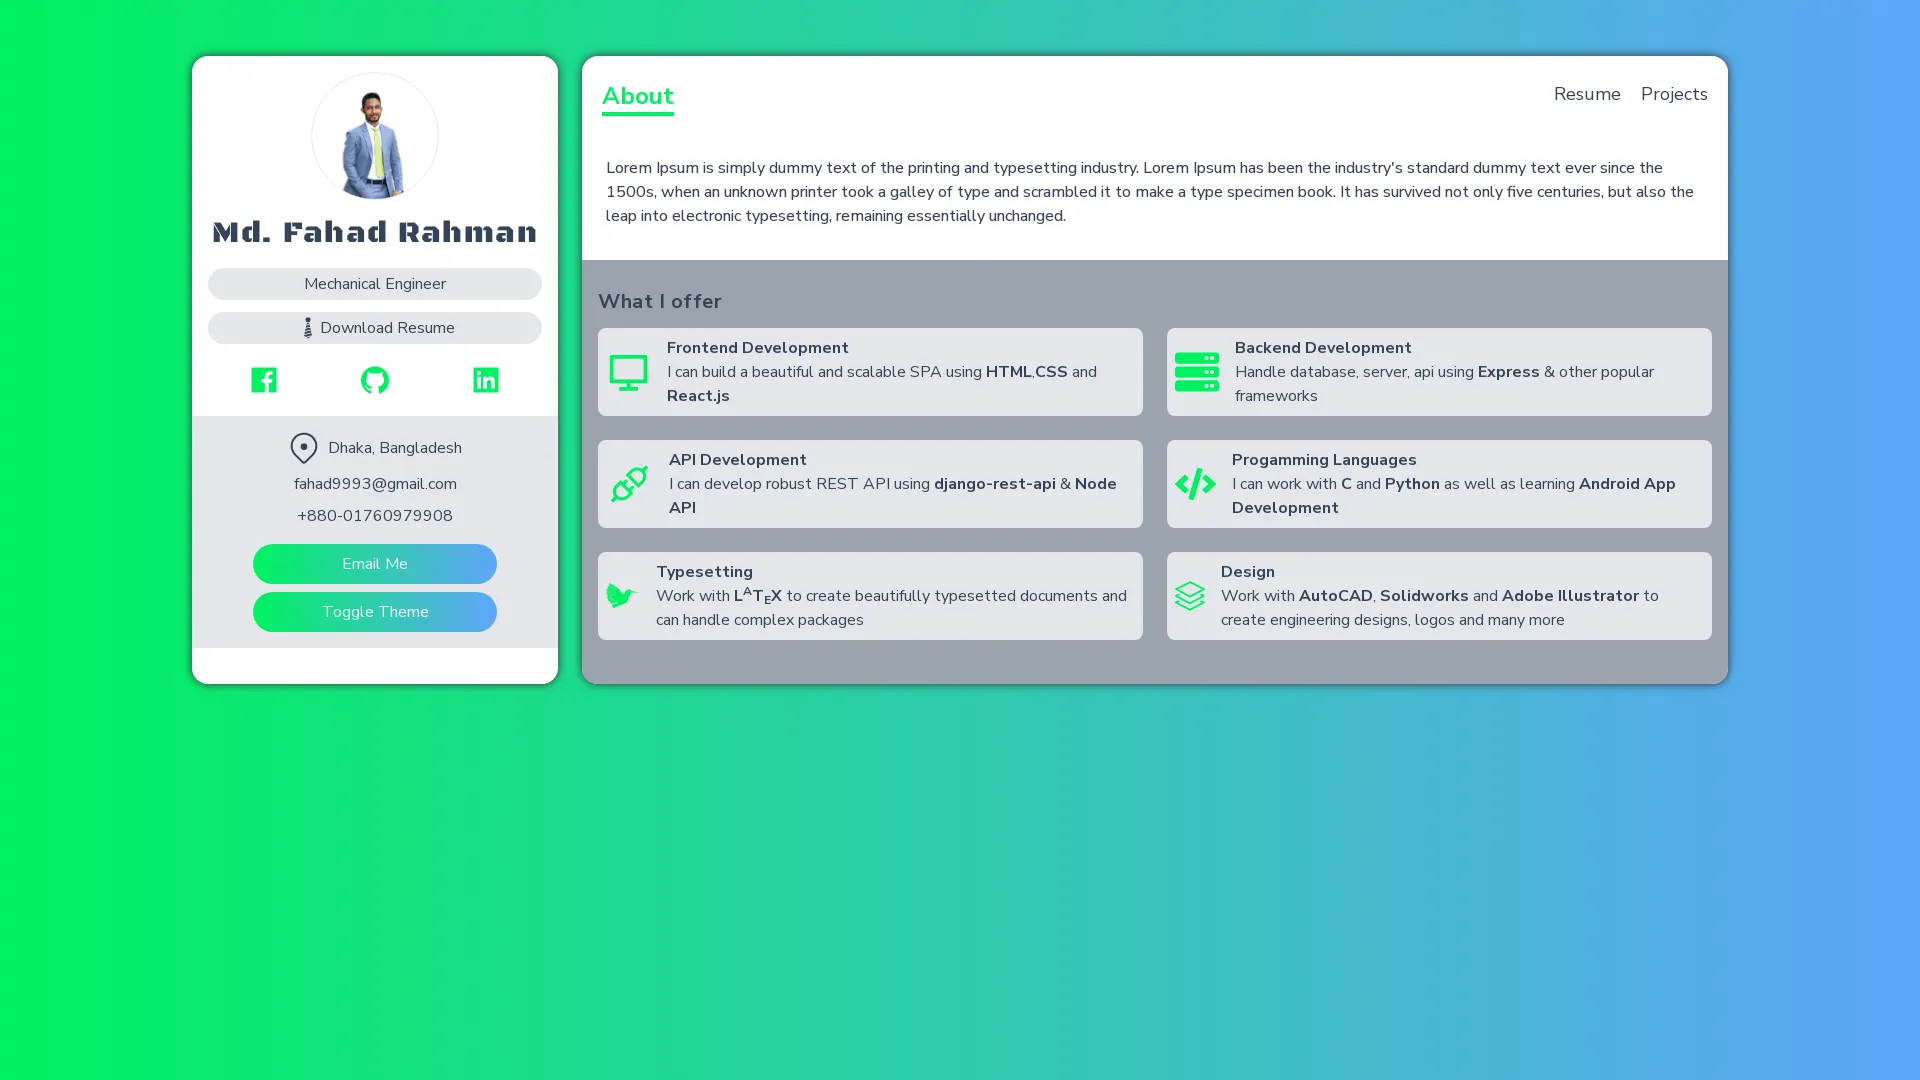 Md. Fahad Rahman
Mechanical Engineer
Download Resume
Dhaka, Bangladesh
fahad9993@gmail.com
+880-01760979908
Email Me
Toggle Theme
About
Resume
Projects
Lorem Ipsum is simply dummy text of the printing and typesetting industry. Lorem Ipsum has been the industry's standard dummy text ever since the
1500s, when an unknown printer took a galley of type and scrambled it to make a type specimen book. It has survived not only five centuries, but also the
leap into electronic typesetting, remaining essentially unchanged.
What I offer
Frontend Development
I can build a beautiful and scalable SPA using HTML,CSS and
React.js
Backend Development
Handle database, server, api using Express & other popular
frameworks
API Development
I can develop robust REST API using django-rest-api & Node
API
Progamming Languages
I can work with C and Python as well as learning Android App
Development
Typesetting
Work with LATEX to create beautifully typesetted documents and
can handle complex packages
Design
Work with AutoCAD, Solidworks and Adobe Illustrator to
create engineering designs, logos and many more